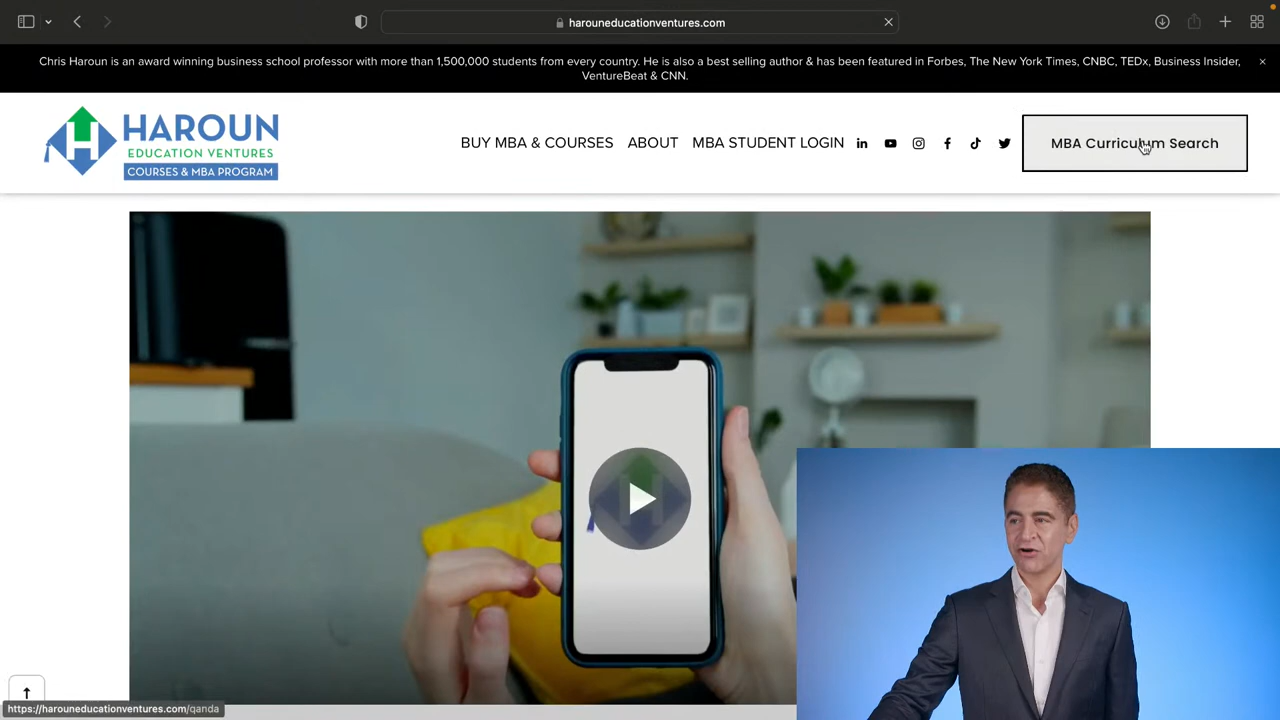 harouneducationventures.com
Chris Haroun is an award winning business school professor with more than 1,500,000 students from every country. He is also a best selling author & has been featured in Forbes, The New York Times, CNBC, TEDx, Business Insider,
VentureBeat & CNN.
HAROUN
EDUCATION VENTURES
COURSES & MBA PROGRAM
BUY MBA & COURSES ABOUT MBA STUDENT LOGIN
MBA Curriculum Search
https://harouneducationventures.com/qanda